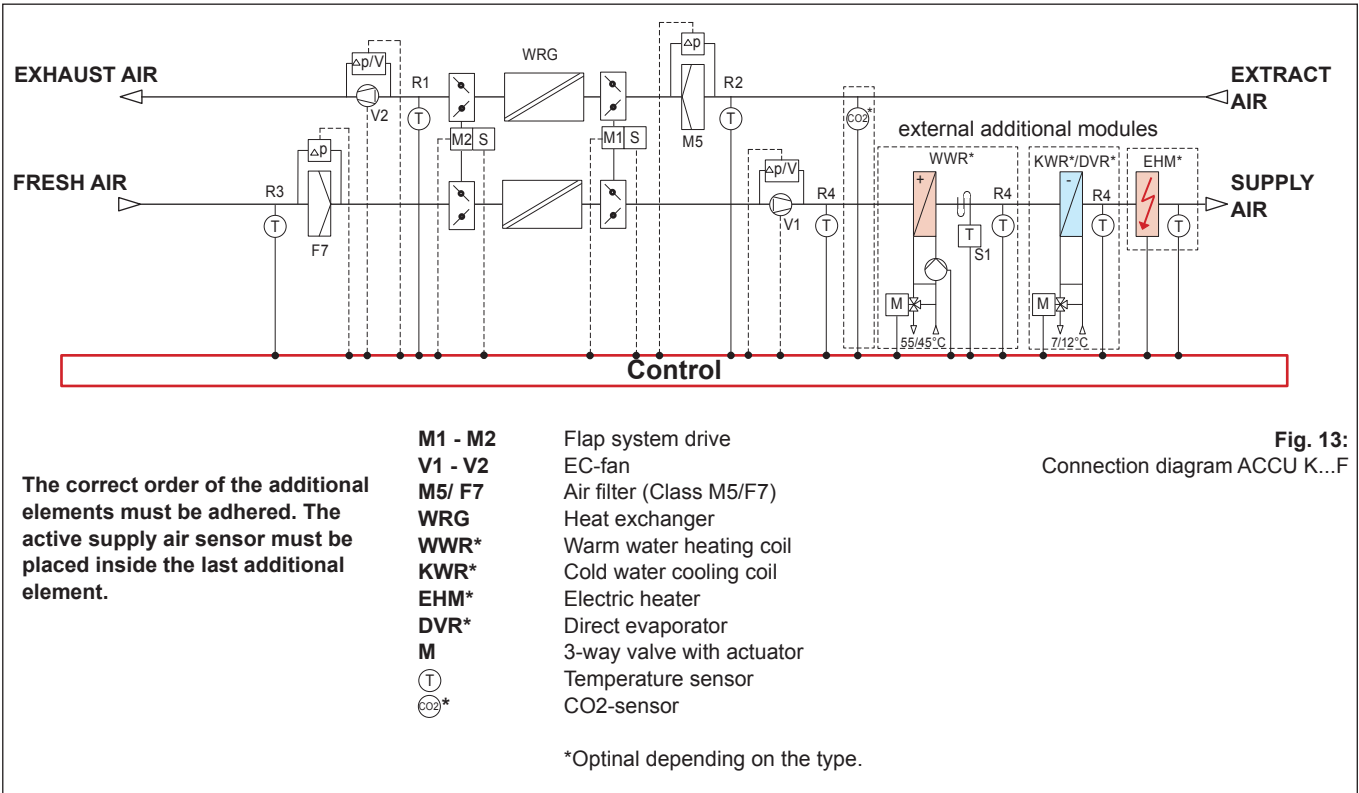 EXHAUST AIR
Δp/V
V2
R1
T
M2 S
WRG
M1 S
Δp
M5
R2
T
CO2*
EXTRACT
AIR
external additional modules
FRESH AIR
R3
T
Δp
F7
Δp/V
V1
R4
T
WWR*
+
T
S1
R4
T
M
55/45°C
KWR*/DVR*
-
R4
T
M
7/12°C
EHM*
T
SUPPLY
AIR
Control
The correct order of the additional
elements must be adhered. The
active supply air sensor must be
placed inside the last additional
element.
M1 - M2 Flap system drive
V1 - V2 EC-fan
M5/ F7 Air filter (Class M5/F7)
WRG Heat exchanger
WWR* Warm water heating coil
KWR* Cold water cooling coil
EHM* Electric heater
DVR* Direct evaporator
M 3-way valve with actuator
T Temperature sensor
CO2* CO2-sensor
*Optinal depending on the type.
Fig. 13:
Connection diagram ACCU K...F